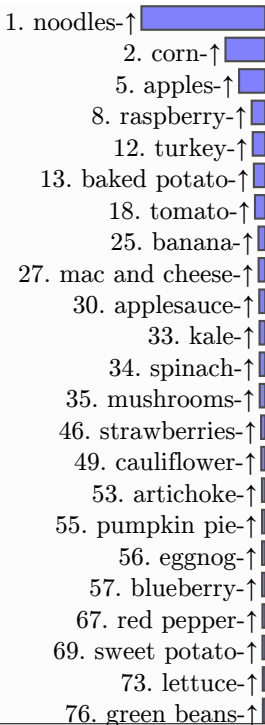 1. noodles-↑
2. corn-↑
5. apples-↑
8. raspberry-↑
12. turkey-↑
13. baked potato-↑
18. tomato-↑
25. banana-↑
27. mac and cheese-↑
30. applesauce-↑
33. kale-↑
34. spinach-↑
35. mushrooms-↑
46. strawberries-↑
49. cauliflower-↑
53. artichoke-↑
55. pumpkin pie-↑
56. eggnog-↑
57. blueberry-↑
67. red pepper-↑
69. sweet potato-↑
73. lettuce-↑
76. green beans-↑